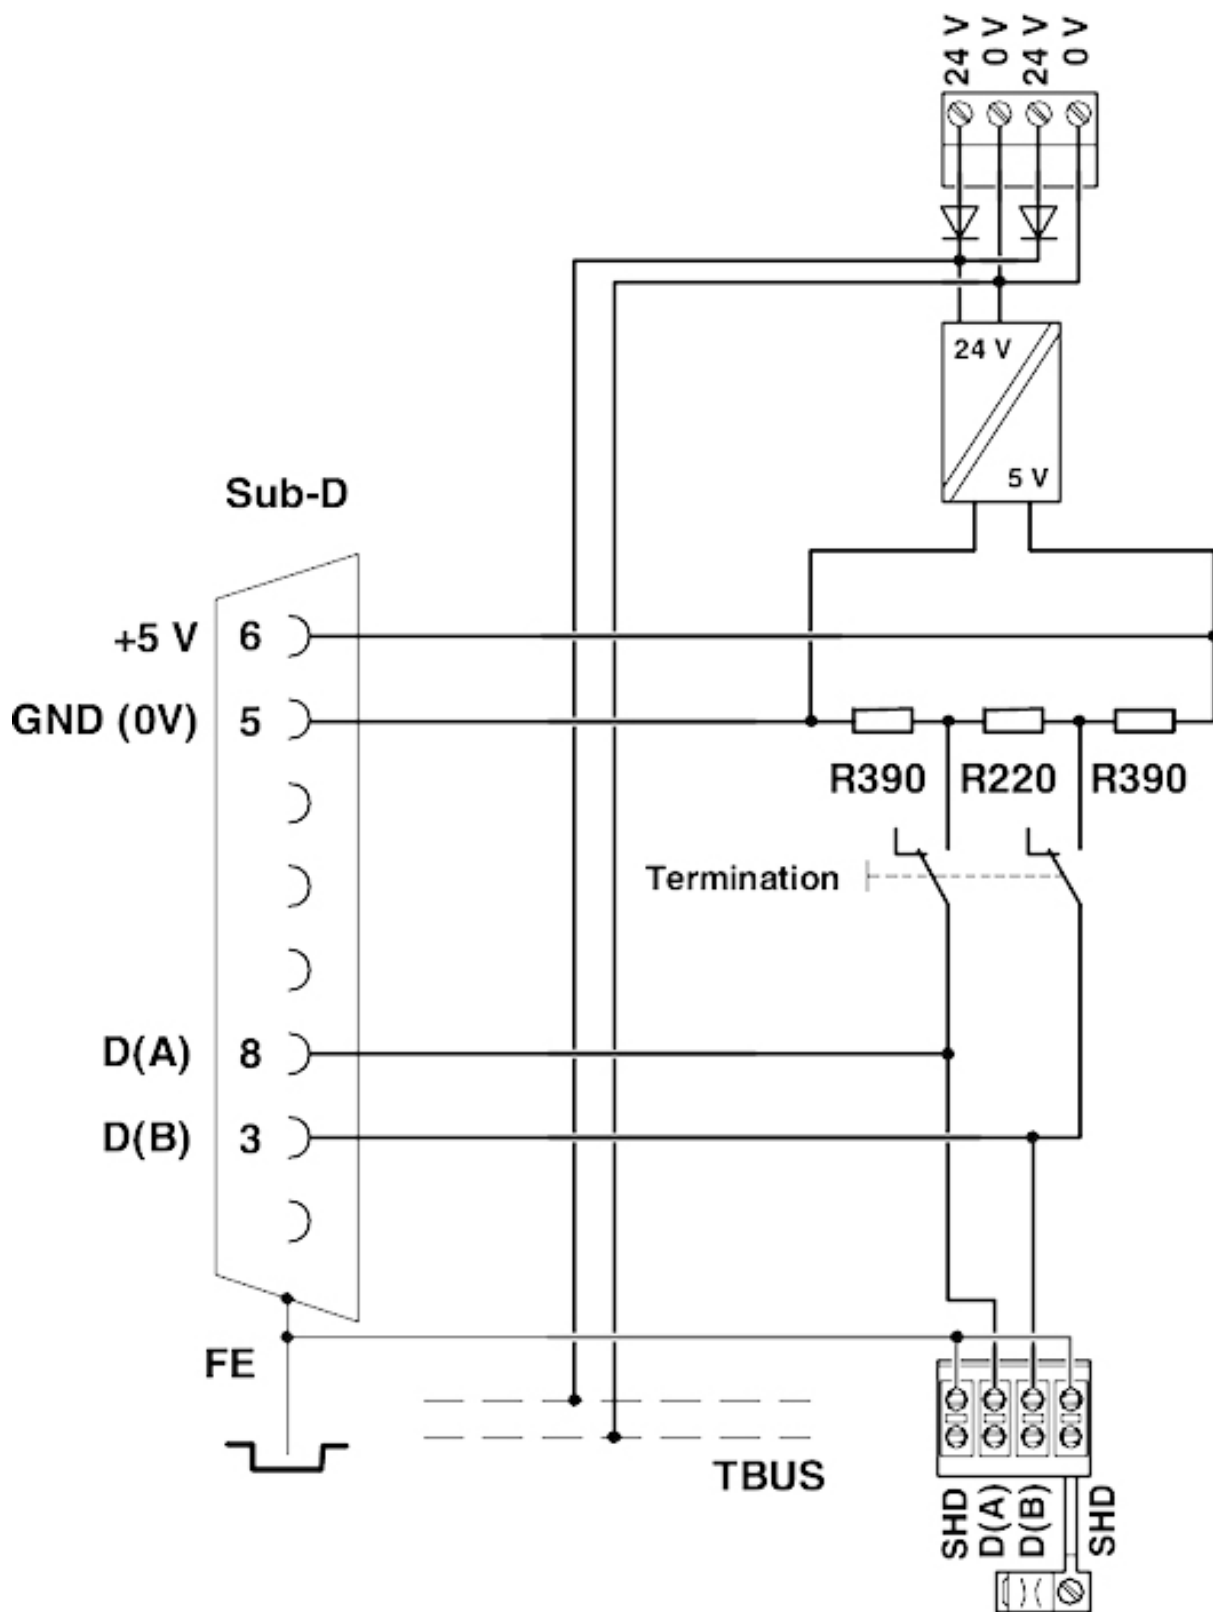 24 V
0 V
24 V
0 V
24 V
5 V
Sub-D
+5 V 6
GND (0V) 5
R390 R220 R390
Termination
D(A) 8
D(B) 3
FE
TBUS
SHD
D(A)
D(B)
SHD